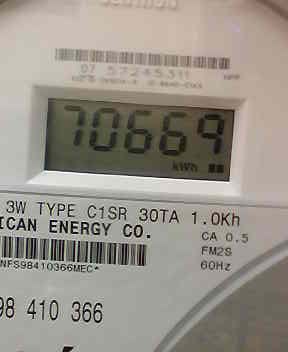 07 57245311
70669
kWh
3W TYPE C1SR 30TA 1.0Kh
ICAN ENERGY CO.
CA 0.5
FM2S
NFS98410366MEC*
60Hz
98 410 366